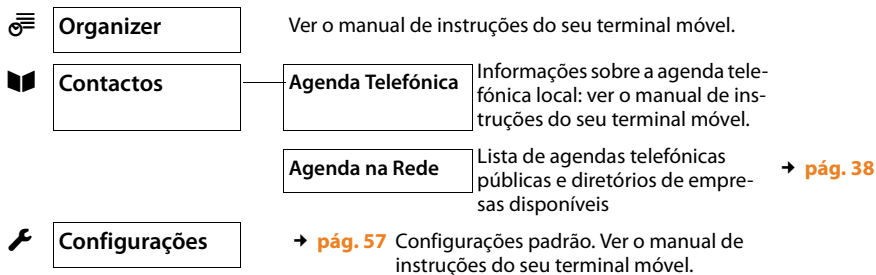 Organizer Ver o manual de instruções do seu terminal móvel.
Contactos Agenda Telefónica Informações sobre a agenda tele-
fónica local: ver o manual de ins-
truções do seu terminal móvel.
Agenda na Rede Lista de agendas telefónicas
públicas e diretórios de empre-
sas disponíveis
➜ pág. 38
Configurações ➜ pág. 57 Configurações padrão. Ver o manual de
instruções do seu terminal móvel.